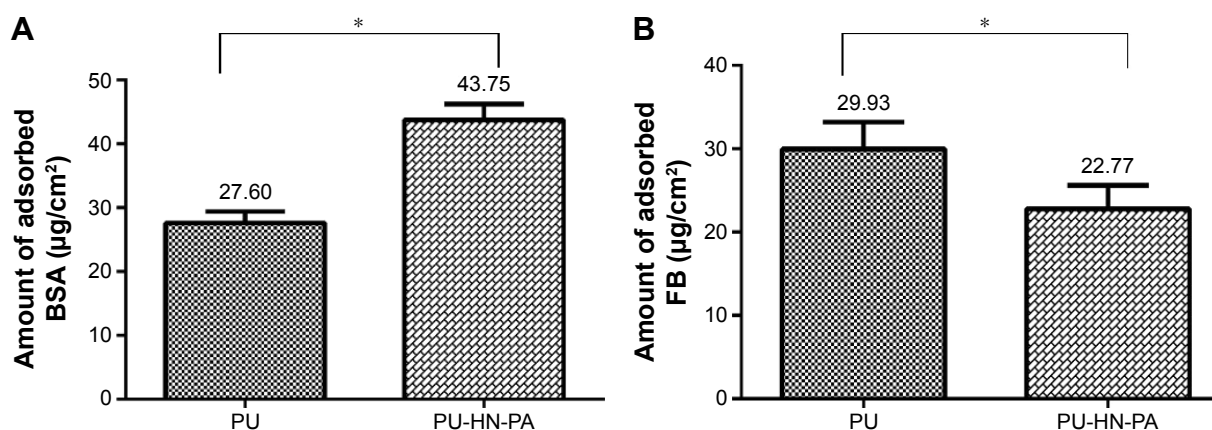 A
*
Amount of adsorbed
BSA (µg/cm²)
50
40
30
20
10
0
27.60
43.75
PU
PU-HN-PA
B
*
Amount of adsorbed
FB (µg/cm²)
40
30
20
10
0
29.93
22.77
PU
PU-HN-PA